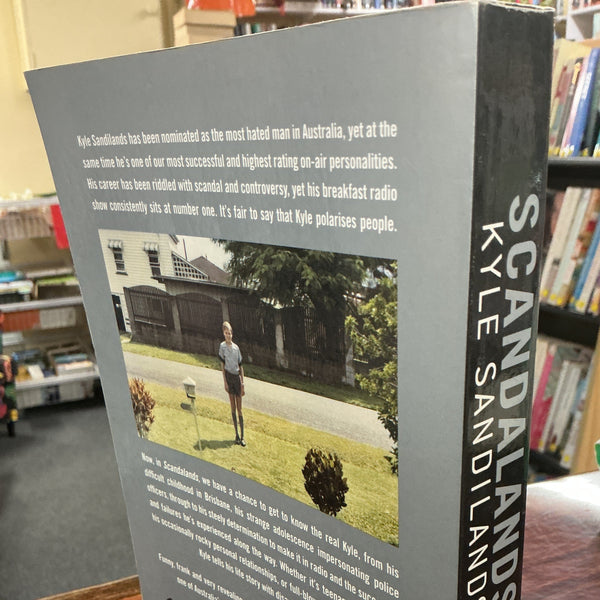 Kyle Sandilands has been nominated as the most hated man in Australia, yet at the
same time he's one of our most successful and highest rating on-air personalities.
His career has been riddled with scandal and controversy, yet his breakfast radio
show consistently sits at number one. It's fair to say that Kyle polarises people.
Now, in Scandalands, we have a chance to get to know the real Kyle, from his
difficult childhood in Brisbane, his strange adolescence impersonating police
officers, through to his steely determination to make it in radio and the
and failures he's experienced along the way. Whether it's
his occasionally rocky personal relationships, or
Kyle tells his life story with
Funny, frank and very
one of
SCANDALANDS
KYLE SANDILANDS